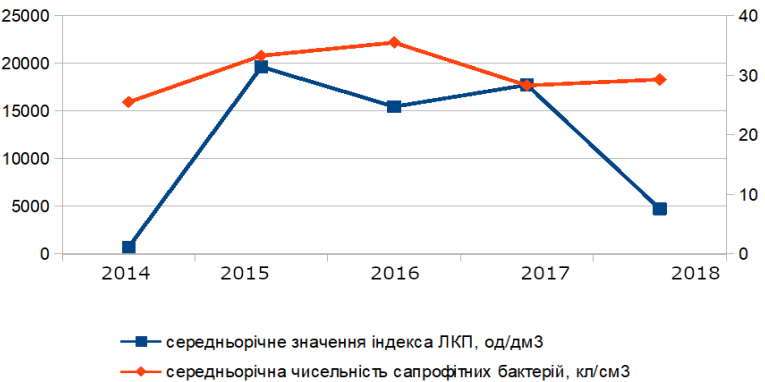 25000 40
20000 30
15000
10000 20
5000 10
0 0
2014 2015 2016 2017 2018
середньорічне значення індекса ЛКП, од/дм3
середньорічна чисельність сапрофітних бактерій, кл/см3